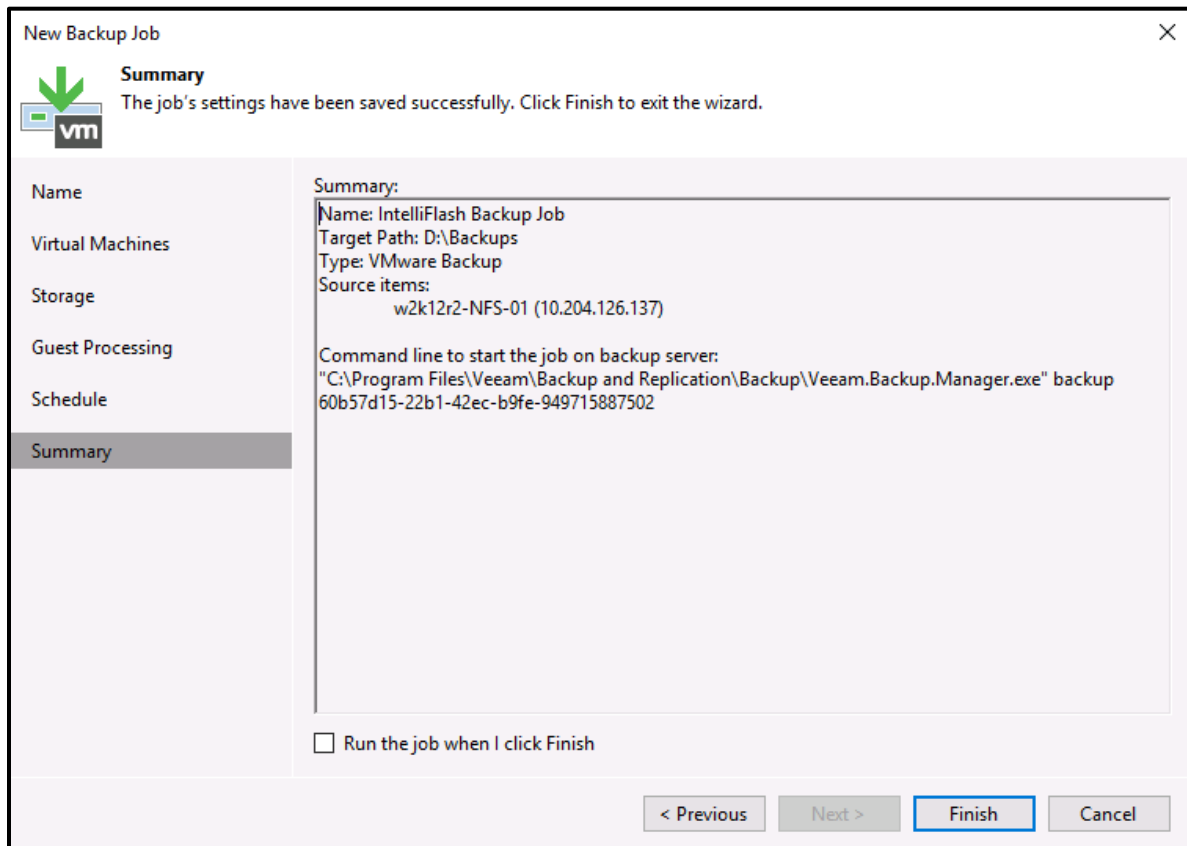 New Backup Job
Summary
The job's settings have been saved successfully. Click Finish to exit the wizard.
vm
Name
Virtual Machines
Storage
Guest Processing
Schedule
Summary
Summary:
Name: IntelliFlash Backup Job
Target Path: D:\Backups
Type: VMware Backup
Source items:
w2k12r2-NFS-01 (10.204.126.137)
Command line to start the job on backup server:
"C:\Program Files\Veeam\Backup and Replication\Backup\Veeam.Backup.Manager.exe" backup
60b57d15-22b1-42ec-b9fe-949715887502
Run the job when I click Finish
< Previous
Next >
Finish
Cancel